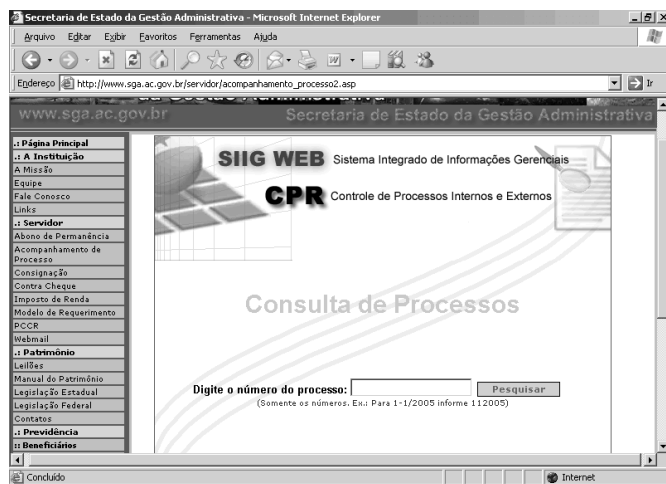 Secretaria de Estado da Gestão Administrativa - Microsoft Internet Explorer
Arquivo Editar Exibir Favoritos Ferramentas Ajuda
Endereço http://www.sga.ac.gov.br/servidor/acompanhamento_processo2.asp Ir
da Gestão Administrativa
www.sga.ac.gov.br Secretaria de Estado da Gestão Administrativa
.: Página Principal
.: A Instituição
A Missão
Equipe
Fale Conosco
Links
.: Servidor
Abono de Permanência
Acompanhamento de
Processo
Consignação
Contra Cheque
Imposto de Renda
Modelo de Requerimento
PCCR
Webmail
.: Patrimônio
Leilões
Manual do Patrimônio
Legislação Estadual
Legislação Federal
Contatos
.: Previdência
:: Beneficiários
SIIG WEB Sistema Integrado de Informações Gerenciais
CPR Controle de Processos Internos e Externos
Consulta de Processos
Digite o número do processo: Pesquisar
(Somente os números. Ex.: Para 1-1/2005 informe 112005)
Concluído Internet